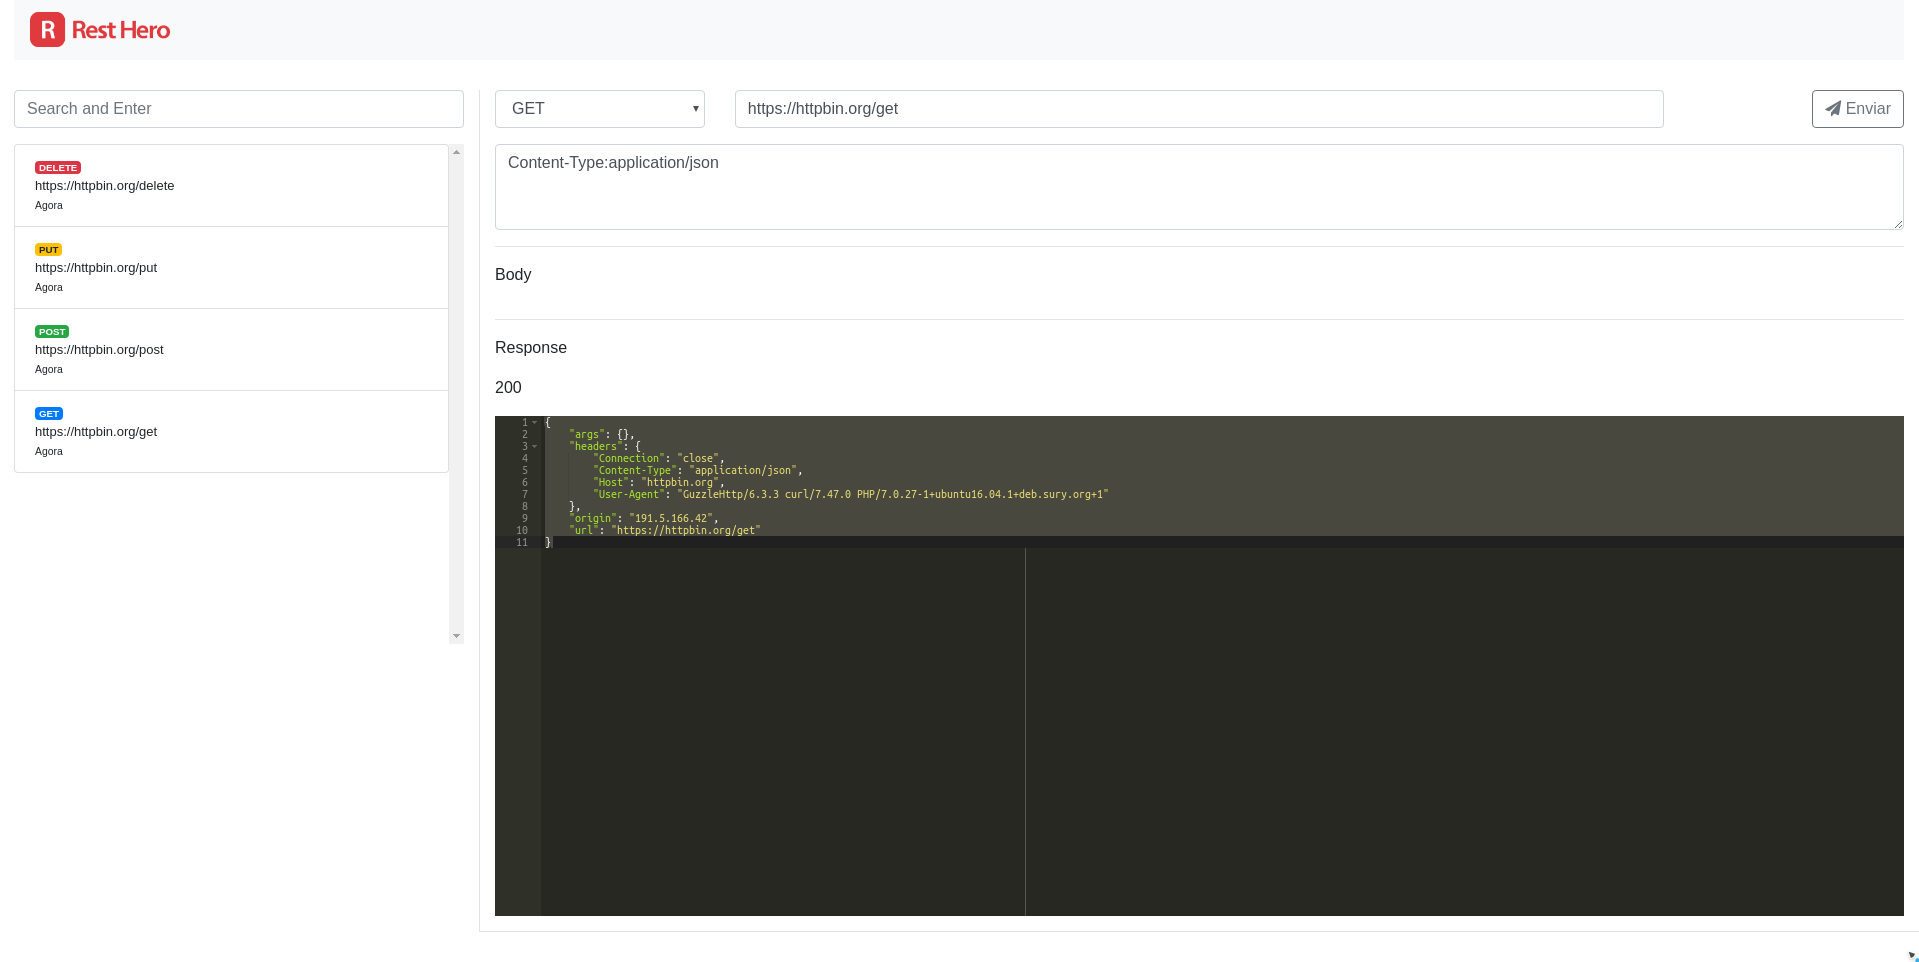 R Rest Hero
Search and Enter
DELETE
https://httpbin.org/delete
Agora
PUT
https://httpbin.org/put
Agora
POST
https://httpbin.org/post
Agora
GET
https://httpbin.org/get
Agora
GET
https://httpbin.org/get
Enviar
Content-Type:application/json
Body
Response
200
1 {
2 "args": {},
3 "headers": {
4 "Connection": "close",
5 "Content-Type": "application/json",
6 "Host": "httpbin.org",
7 "User-Agent": "GuzzleHttp/6.3.3 curl/7.47.0 PHP/7.0.27-1+ubuntu16.04.1+deb.sury.org+1"
8 },
9 "origin": "191.5.166.42",
10 "url": "https://httpbin.org/get"
11 }